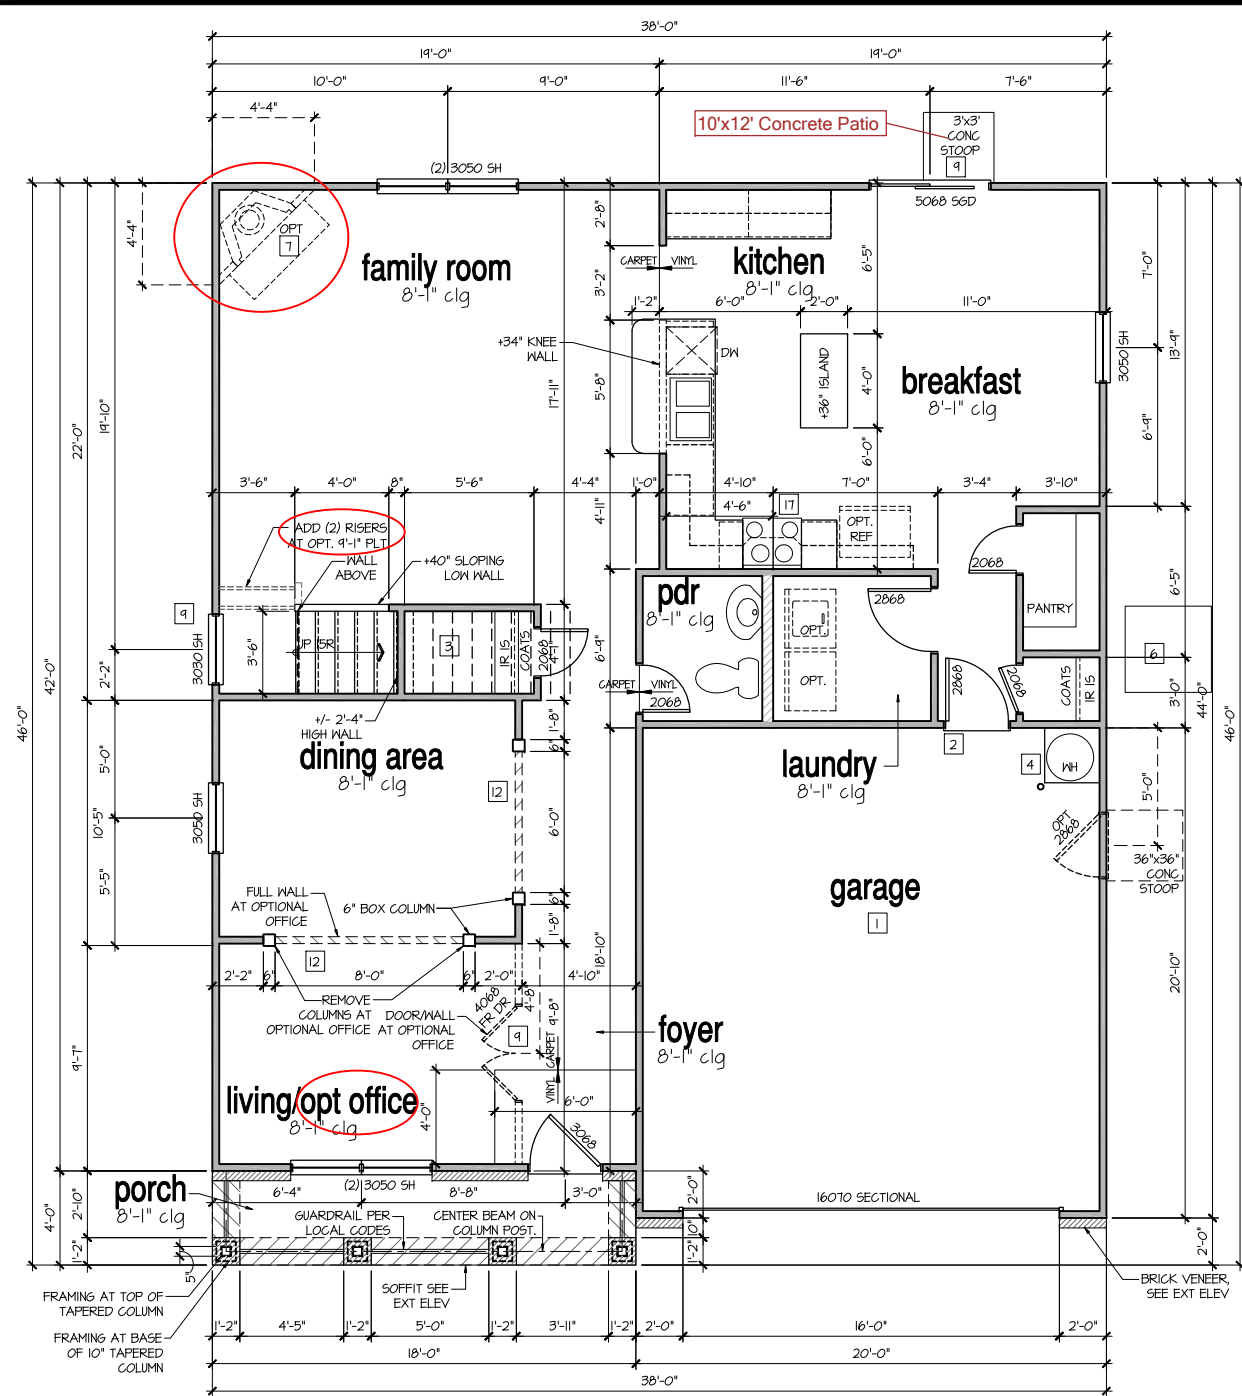 38'-0"
19'-0"
19'-0"
10'-0"
9'-0"
11'-6"
7'-6"
4'-4"
10'x12' Concrete Patio
3'x3'
CONC
STOOP
9
(2) 3050 SH
5068 SGD
4'-4"
OPT
7
2'-8"
family room
8'-1" clg
CARPET
VINYL
kitchen
8'-1" clg
6'-5"
7'-0"
3'-2"
1'-2"
6'-0"
2'-0"
11'-0"
+34" KNEE
WALL
DW
+36" ISLAND
4'-0"
3050 SH
13'-9"
17'-11"
5'-8"
breakfast
8'-1" clg
19'-10"
22'-0"
6'-9"
6'-0"
3'-6"
4'-0"
8"
5'-6"
4'-4"
1'-0"
4'-10"
7'-0"
3'-4"
3'-10"
4'-11"
4'-6"
17
ADD (2) RISERS
AT OPT. 9'-1" PLT
OPT.
REF
WALL
ABOVE
+40" SLOPING
LOW WALL
2068
pdr
8'-1" clg
2868
PANTRY
6'-5"
9
3030 SH
3'-6"
UP 15R
3
1R 1S
COATS
2068
4'-1"
6'-9"
OPT.
OPT.
6
42'-0"
46'-0"
2'-2"
CARPET
VINYL
2068
2868
2068
COATS
1R 1S
3'-0"
44'-0"
46'-0"
+/- 2'-4"
HIGH WALL
1'-8"
6"
dining area
8'-1" clg
2
4
WH
laundry
8'-1" clg
5'-0"
12
5'-0"
3050 SH
10'-5"
6'-0"
OPT
2868
36"x36"
CONC
STOOP
5'-5"
FULL WALL
AT OPTIONAL
OFFICE
6" BOX COLUMN
6"
1'-8"
garage
1
18'-10"
12
2'-2"
6"
8'-0"
6"
2'-0"
4'-10"
20'-10"
REMOVE
COLUMNS AT
OPTIONAL OFFICE
DOOR/WALL
AT OPTIONAL
OFFICE
4068
FR DR
4'-8"
9
9'-8"
CARPET
VINYL
foyer
8'-1" clg
9'-7"
living/opt office
8'-1" clg
4'-0"
6'-0"
3068
(2) 3050 SH
porch
8'-1" clg
6'-4"
8'-8"
3'-0"
2'-0"
16070 SECTIONAL
2'-10"
4'-0"
1'-2"
GUARDRAIL PER
LOCAL CODES
CENTER BEAM ON
COLUMN POST.
10"
1'-2"
2'-0"
5"
FRAMING AT TOP OF
TAPERED COLUMN
SOFFIT SEE
EXT ELEV
BRICK VENEER,
SEE EXT ELEV
FRAMING AT BASE
OF 10" TAPERED
COLUMN
1'-2"
4'-5"
1'-2"
5'-0"
1'-2"
3'-11"
1'-2"
2'-0"
16'-0"
2'-0"
18'-0"
20'-0"
38'-0"